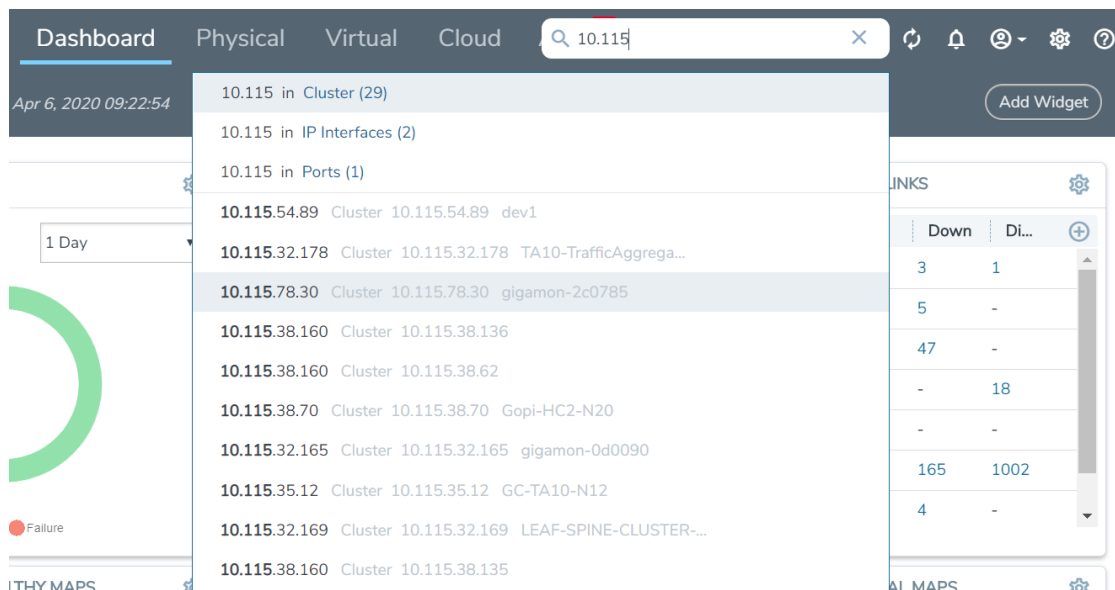 Dashboard Physical Virtual Cloud 10.115
Apr 6, 2020 09:22:54
Add Widget
10.115 in Cluster (29)
10.115 in IP Interfaces (2)
10.115 in Ports (1)
10.115.54.89 Cluster 10.115.54.89 dev1
10.115.32.178 Cluster 10.115.32.178 TA10-TrafficAggrega...
10.115.78.30 Cluster 10.115.78.30 gigamon-2c0785
10.115.38.160 Cluster 10.115.38.136
10.115.38.160 Cluster 10.115.38.62
10.115.38.70 Cluster 10.115.38.70 Gopi-HC2-N20
10.115.32.165 Cluster 10.115.32.165 gigamon-0d0090
10.115.35.12 Cluster 10.115.35.12 GC-TA10-N12
10.115.32.169 Cluster 10.115.32.169 LEAF-SPINE-CLUSTER-...
10.115.38.160 Cluster 10.115.38.135
1 Day
Failure
LINKS
Down Di...
3 1
5 -
47 -
- 18
- -
165 1002
4 -
MAPS
MAPS